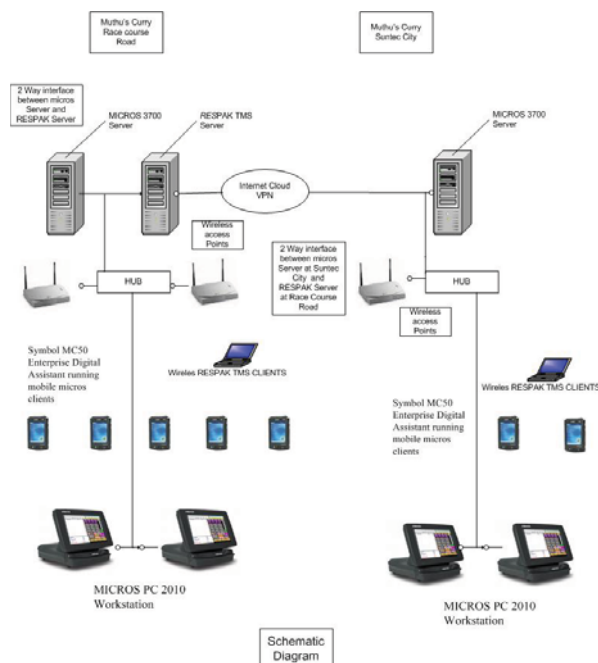 Muthu's Curry
Race course
Road
Muthu's Curry
Suntec City
2 Way interface
between micros
Server and
RESPAK Server
MICROS 3700
Server
RESPAK TMS
Server
MICROS 3700
Server
Internet Cloud
VPN
Wireless
access
Points
2 Way interface
between micros
Server at Suntec
City and
RESPAK Server
at Race Course
Road
HUB
HUB
Wireless access
Points
Symbol MC50
Enterprise Digital
Assistant running
mobile micros
clients
Wireles RESPAK TMS CLIENTS
Wireles RESPAK TMS CLIENTS
Symbol MC50
Enterprise Digital
Assistant running
mobile micros
clients
MICROS PC 2010
Workstation
MICROS PC 2010
Workstation
Schematic
Diagram